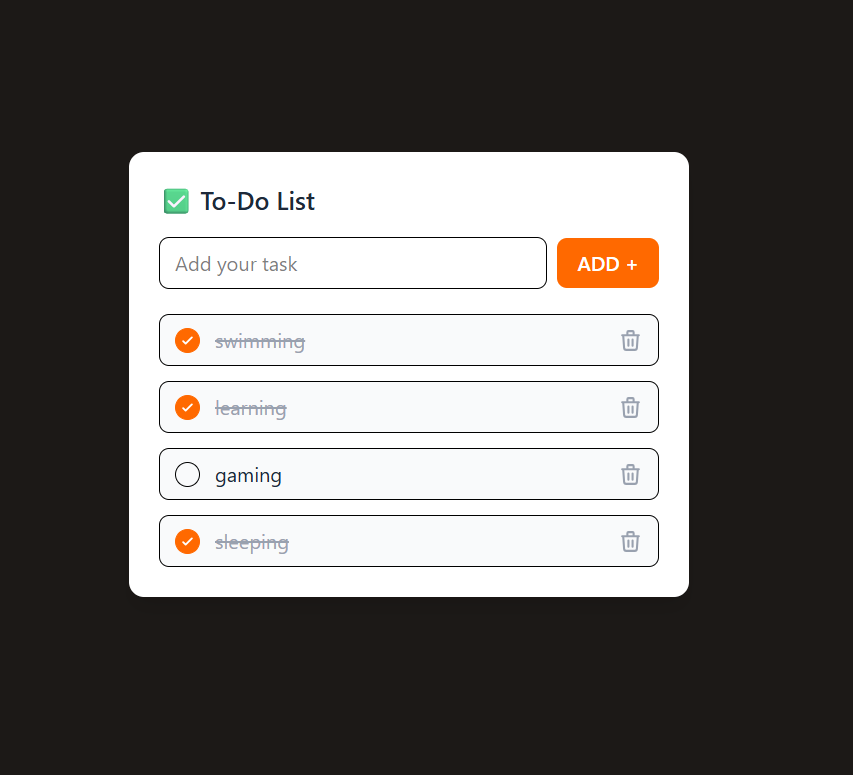 To-Do List
Add your task
ADD +
swimming
learning
gaming
sleeping